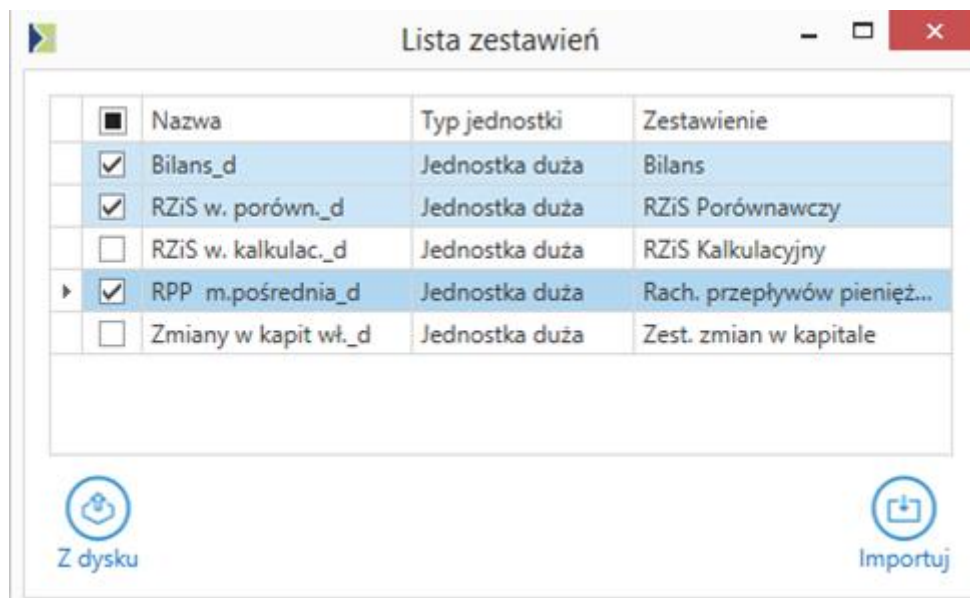 Lista zestawień
Nazwa Typ jednostki Zestawienie
Bilans_d Jednostka duża Bilans
RZiS w. porówn._d Jednostka duża RZiS Porównawczy
RZiS w. kalkulac._d Jednostka duża RZiS Kalkulacyjny
RPP m.pośrednia_d Jednostka duża Rach. przepływów pienięż...
Zmiany w kapit wł._d Jednostka duża Zest. zmian w kapitale
Z dysku Importuj